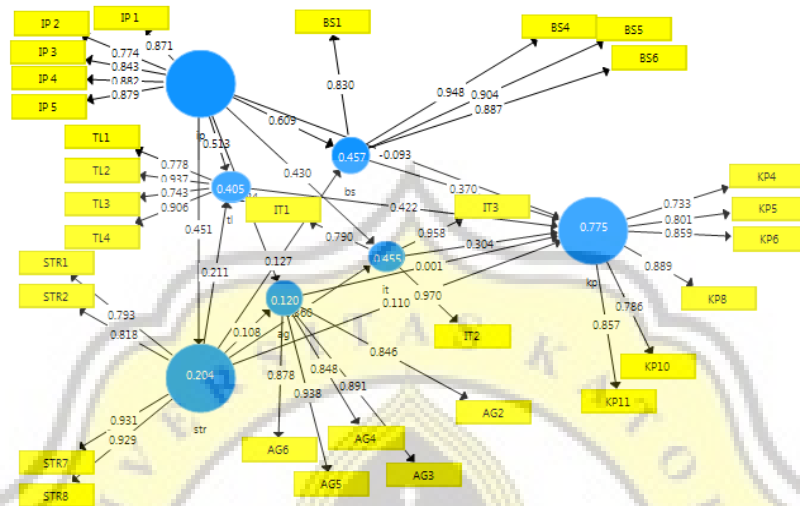 IP 2
IP 1
IP 3
IP 4
IP 5
0.774
0.871
0.843
0.882
0.879
BS1
BS4
BS5
BS6
0.830
0.948
0.904
0.887
0.609
ip
0.513
0.457
-0.093
bs
TL1
TL2
TL3
TL4
0.778
0.937
0.743
0.906
0.405
tl
0.430
0.370
0.422
IT1
IT3
0.790
0.958
0.455
it
0.304
0.001
0.970
IT2
0.775
kp
KP4
KP5
KP6
KP8
KP10
KP11
0.733
0.801
0.859
0.889
0.786
0.857
0.451
0.211
0.127
0.120
ag
0.110
0.108
STR1
STR2
0.793
0.818
0.204
str
0.931
0.929
STR7
STR8
0.878
0.938
0.848
0.891
0.846
AG6
AG5
AG4
AG3
AG2